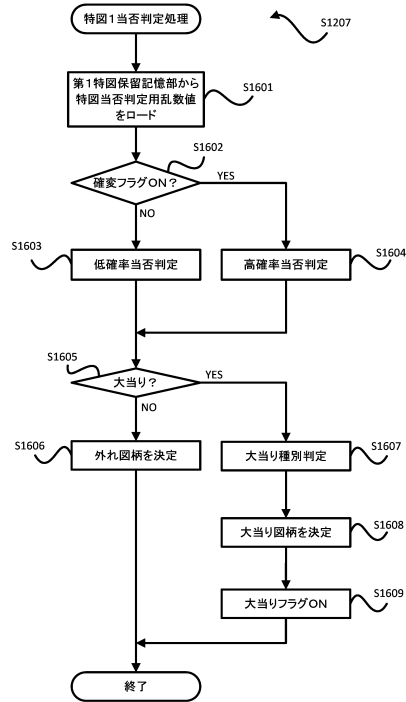 特図１当否判定処理
S1207
第１特図保留記憶部から
特図当否判定用乱数値
をロード
S1601
S1602
確変フラグＯＮ？
YES
NO
S1603
低確率当否判定
高確率当否判定
S1604
S1605
大当り？
YES
NO
S1606
外れ図柄を決定
大当り種別判定
S1607
大当り図柄を決定
S1608
大当りフラグＯＮ
S1609
終了